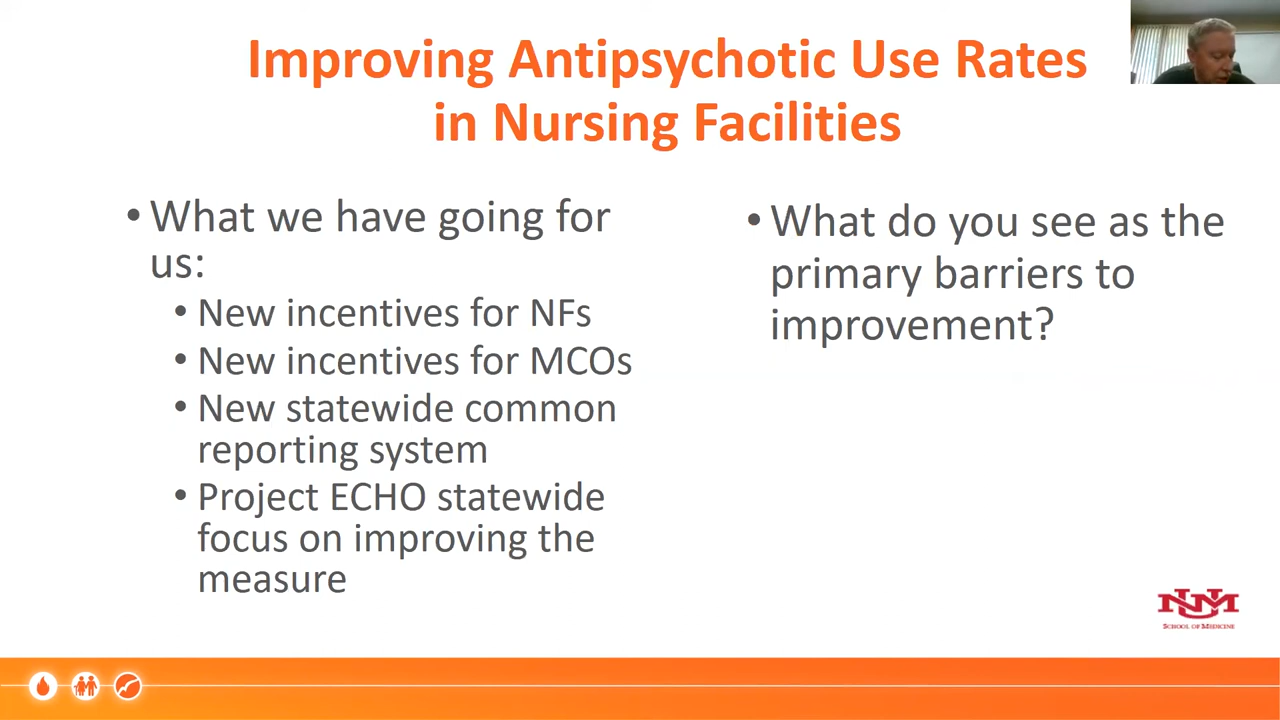 Improving Antipsychotic Use Rates
in Nursing Facilities
• What we have going for
us:
• New incentives for NFs
• New incentives for MCOs
• New statewide common
reporting system
• Project ECHO statewide
focus on improving the
measure
• What do you see as the
primary barriers to
improvement?
UNM
SCHOOL OF MEDICINE